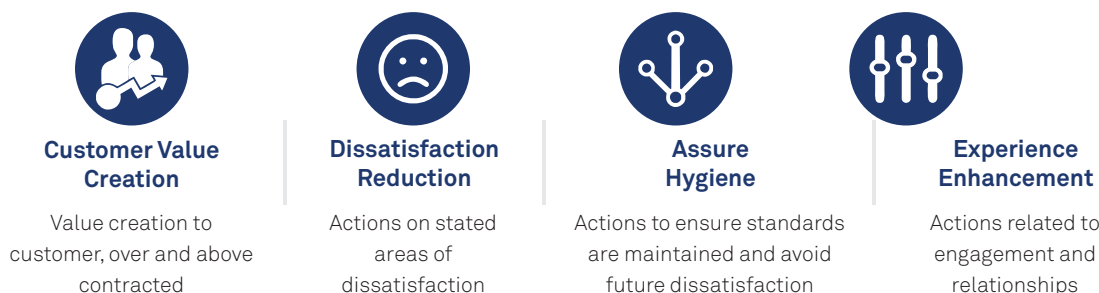 Customer Value
Creation
Value creation to
customer, over and above
contracted
Dissatisfaction
Reduction
Actions on stated
areas of
dissatisfaction
Assure
Hygiene
Actions to ensure standards
are maintained and avoid
future dissatisfaction
Experience
Enhancement
Actions related to
engagement and
relationships